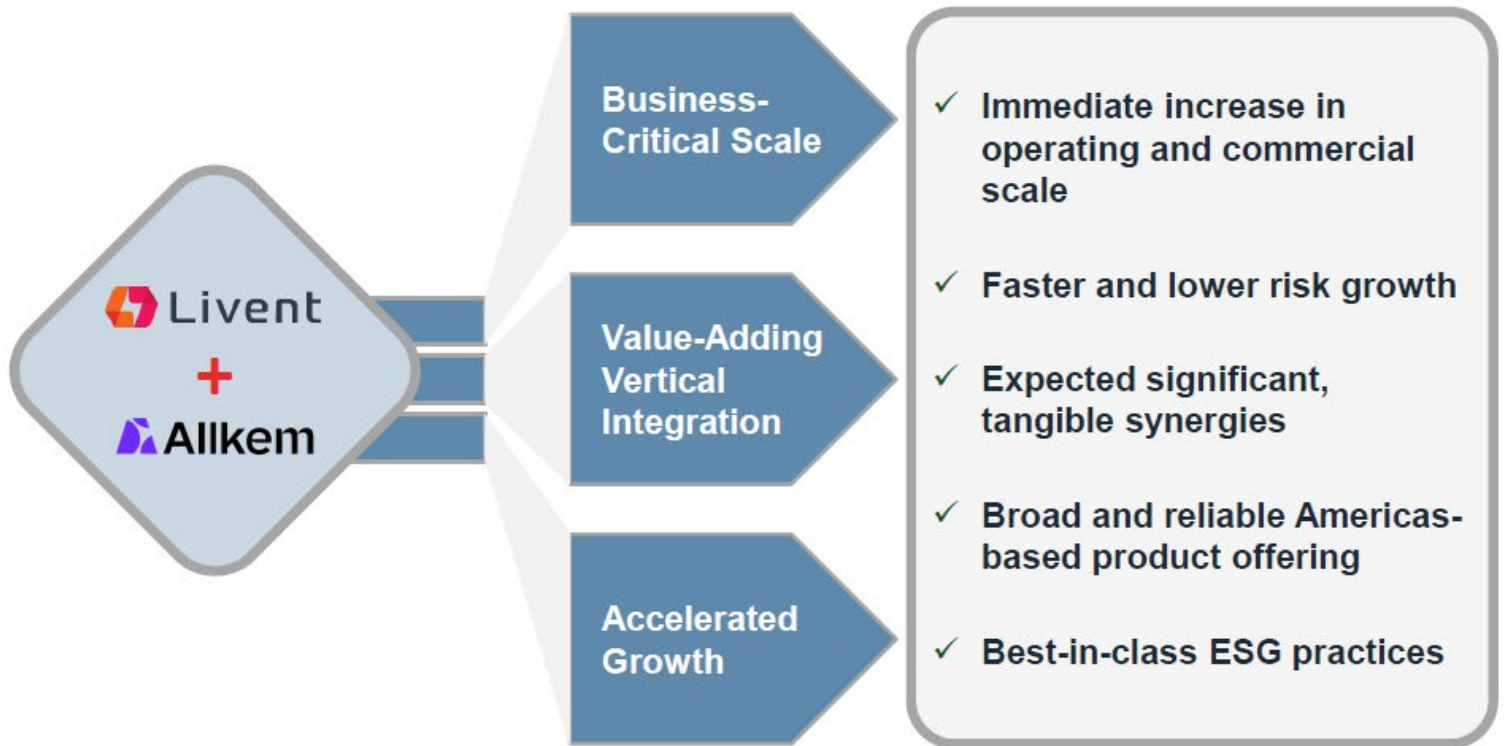 Livent
+
Allkem
Business-
Critical Scale
Value-Adding
Vertical
Integration
Accelerated
Growth
✓ Immediate increase in
operating and commercial
scale
✓ Faster and lower risk growth
✓ Expected significant,
tangible synergies
✓ Broad and reliable Americas-
based product offering
✓ Best-in-class ESG practices